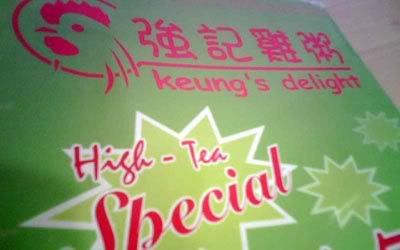 強記雞粥
keung's delight
High - Tea
Special